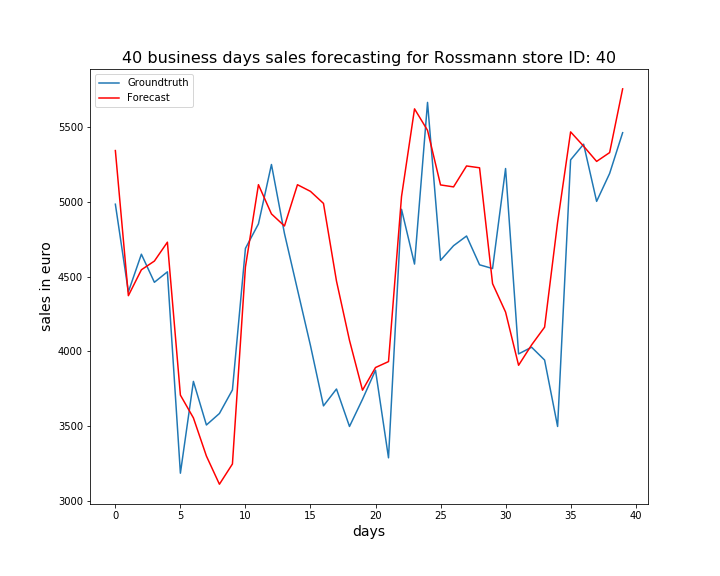 40 business days sales forecasting for Rossmann store ID: 40
Groundtruth
Forecast
5500
5000
4500
4000
3500
3000
sales in euro
0 5 10 15 20 25 30 35 40
days